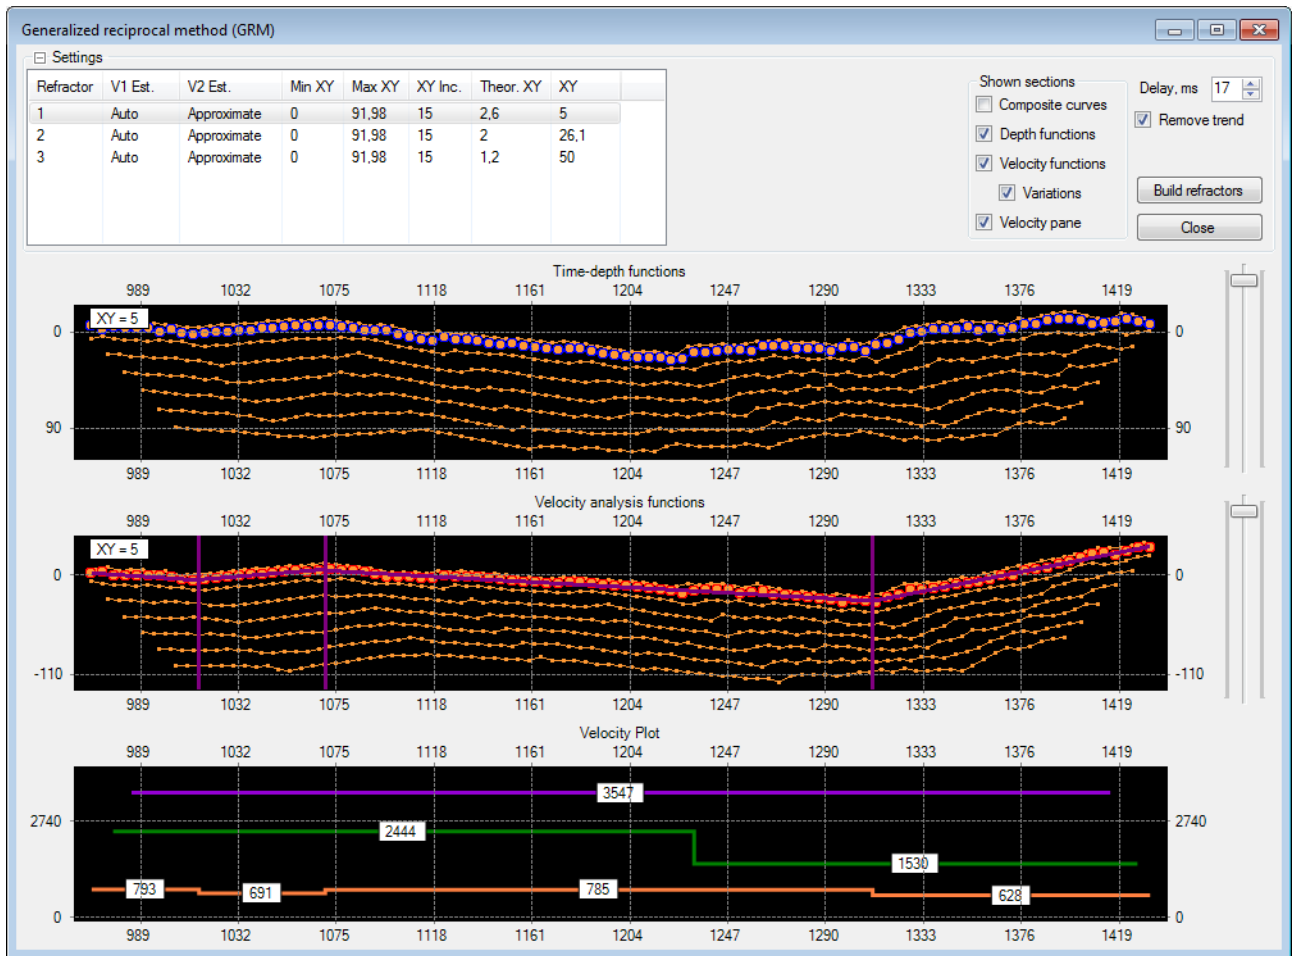 Generalized reciprocal method (GRM)
Settings
Refractor V1 Est. V2 Est. Min XY Max XY XY Inc. Theor. XY XY
1 Auto Approximate 0 91,98 15 2,6 5
2 Auto Approximate 0 91,98 15 2 26,1
3 Auto Approximate 0 91,98 15 1,2 50
Shown sections
Composite curves
Depth functions
Velocity functions
Variations
Velocity pane
Delay, ms 17
Remove trend
Build refractors
Close
Time-depth functions
989 1032 1075 1118 1161 1204 1247 1290 1333 1376 1419
XY = 5
0 0
90 90
989 1032 1075 1118 1161 1204 1247 1290 1333 1376 1419
Velocity analysis functions
989 1032 1075 1118 1161 1204 1247 1290 1333 1376 1419
XY = 5
0 0
-110 -110
989 1032 1075 1118 1161 1204 1247 1290 1333 1376 1419
Velocity Plot
989 1032 1075 1118 1161 1204 1247 1290 1333 1376 1419
3547
2740 2740
2444
1530
793 691 785 628
0 0
989 1032 1075 1118 1161 1204 1247 1290 1333 1376 1419